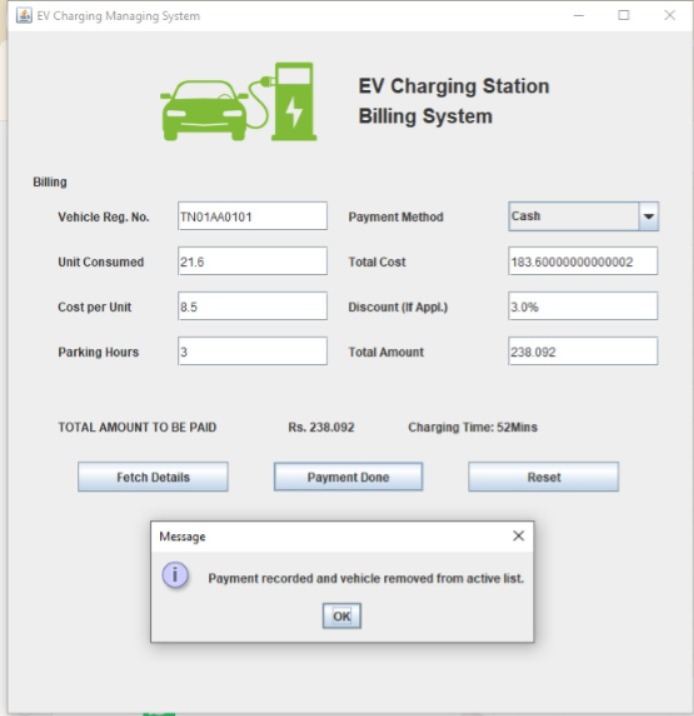 EV Charging Managing System
EV Charging Station
Billing System
Billing
Vehicle Reg. No. TN01AA0101 Payment Method Cash
Unit Consumed 21.6 Total Cost 183.60000000000002
Cost per Unit 8.5 Discount (If Appl.) 3.0%
Parking Hours 3 Total Amount 238.092
TOTAL AMOUNT TO BE PAID Rs. 238.092 Charging Time: 52Mins
Fetch Details Payment Done Reset
Message
i Payment recorded and vehicle removed from active list.
OK